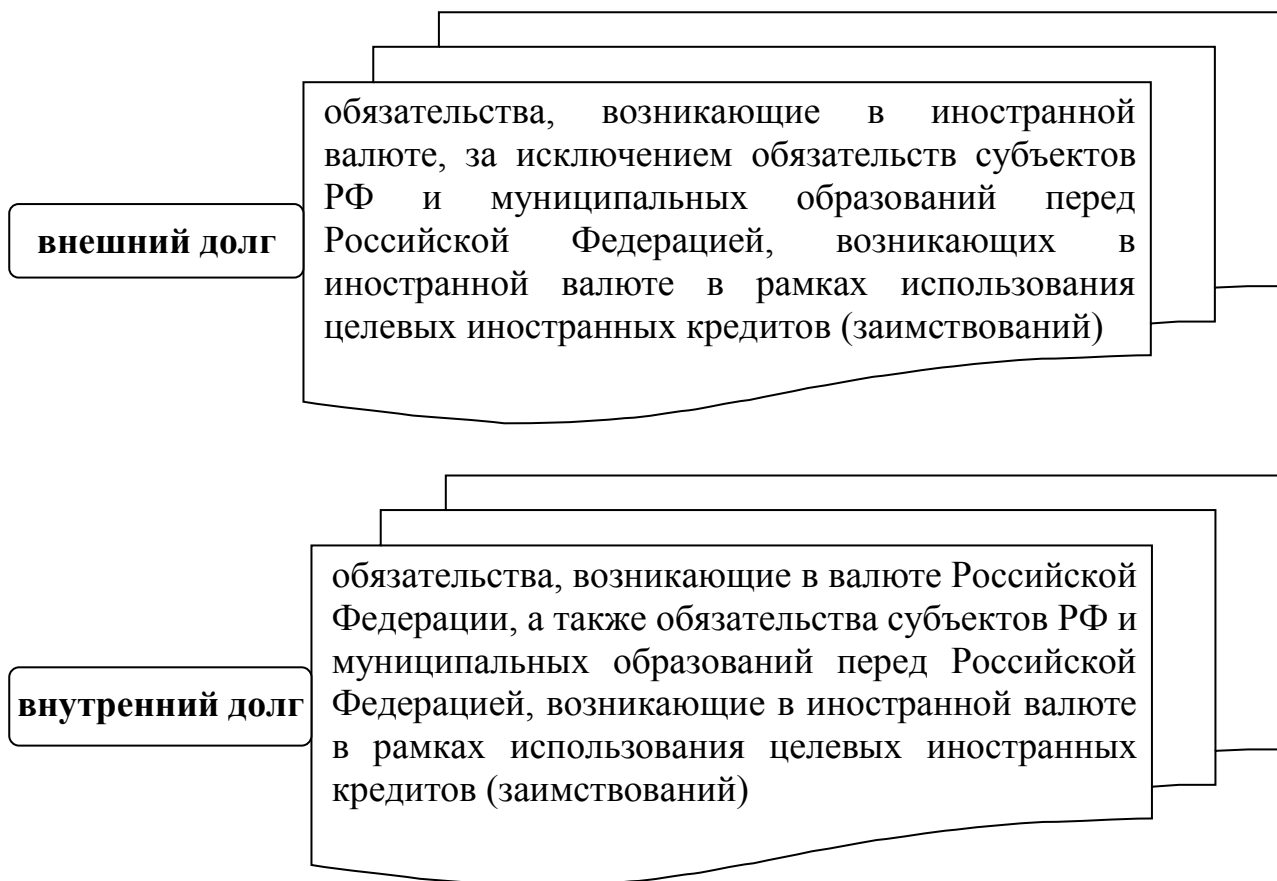 внешний долг
обязательства, возникающие в иностранной
валюте, за исключением обязательств субъектов
РФ и муниципальных образований перед
Российской Федерацией, возникающих в
иностранной валюте в рамках использования
целевых иностранных кредитов (заимствований)
внутренний долг
обязательства, возникающие в валюте Российской
Федерации, а также обязательства субъектов РФ и
муниципальных образований перед Российской
Федерацией, возникающие в иностранной валюте
в рамках использования целевых иностранных
кредитов (заимствований)